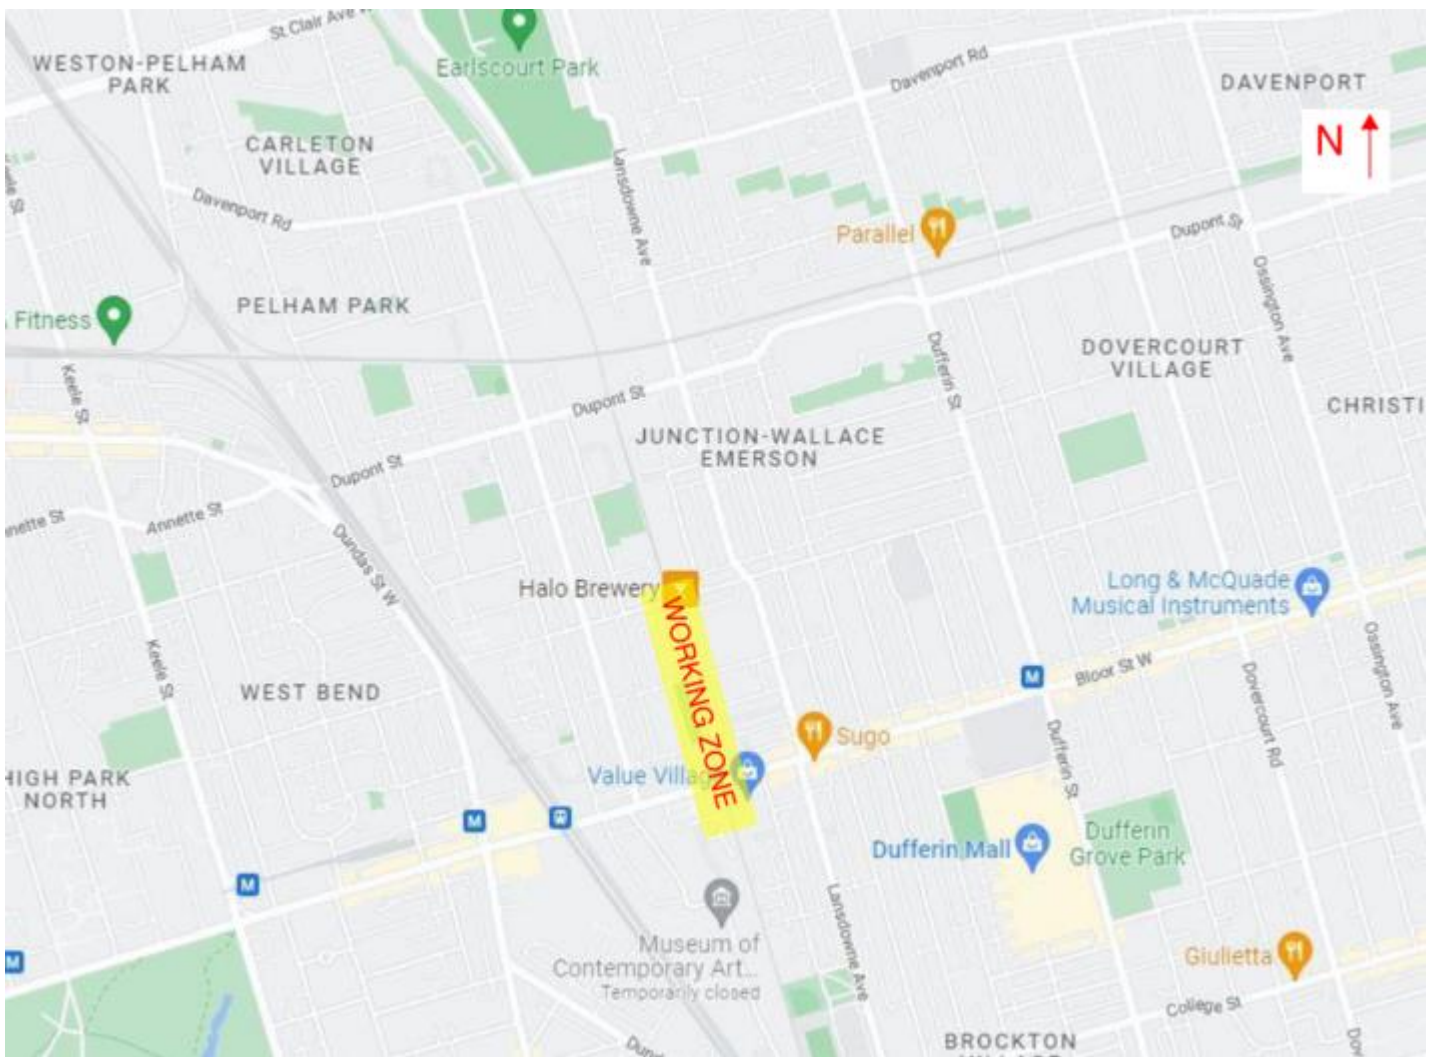 St Clair Ave W
Earlscourt Park
WESTON-PELHAM
PARK
Davenport Rd
DAVENPORT
N
CARLETON
VILLAGE
Lansdowne Ave
Davenport Rd
Parallel
Dupont St
Ossington Ave
PELHAM PARK
Fitness
Keele St
Dufferin St
DOVERCOURT
VILLAGE
Dupont St
CHRISTI
JUNCTION-WALLACE
EMERSON
Dupont St
Annette St
nette St
Dundas St W
Halo Brewery
WORKING ZONE
Long & McQuade
Musical Instruments
Ossington Ave
Keele St
WEST BEND
M
Bloor St W
Dovercourt Rd
Sugo
Dufferin St
HIGH PARK
NORTH
Value Village
M
Dufferin Mall
Dufferin
Grove Park
M
Lansdowne Ave
Museum of
Contemporary Art...
Temporarily closed
M
Giulietta
College St
BROCKTON